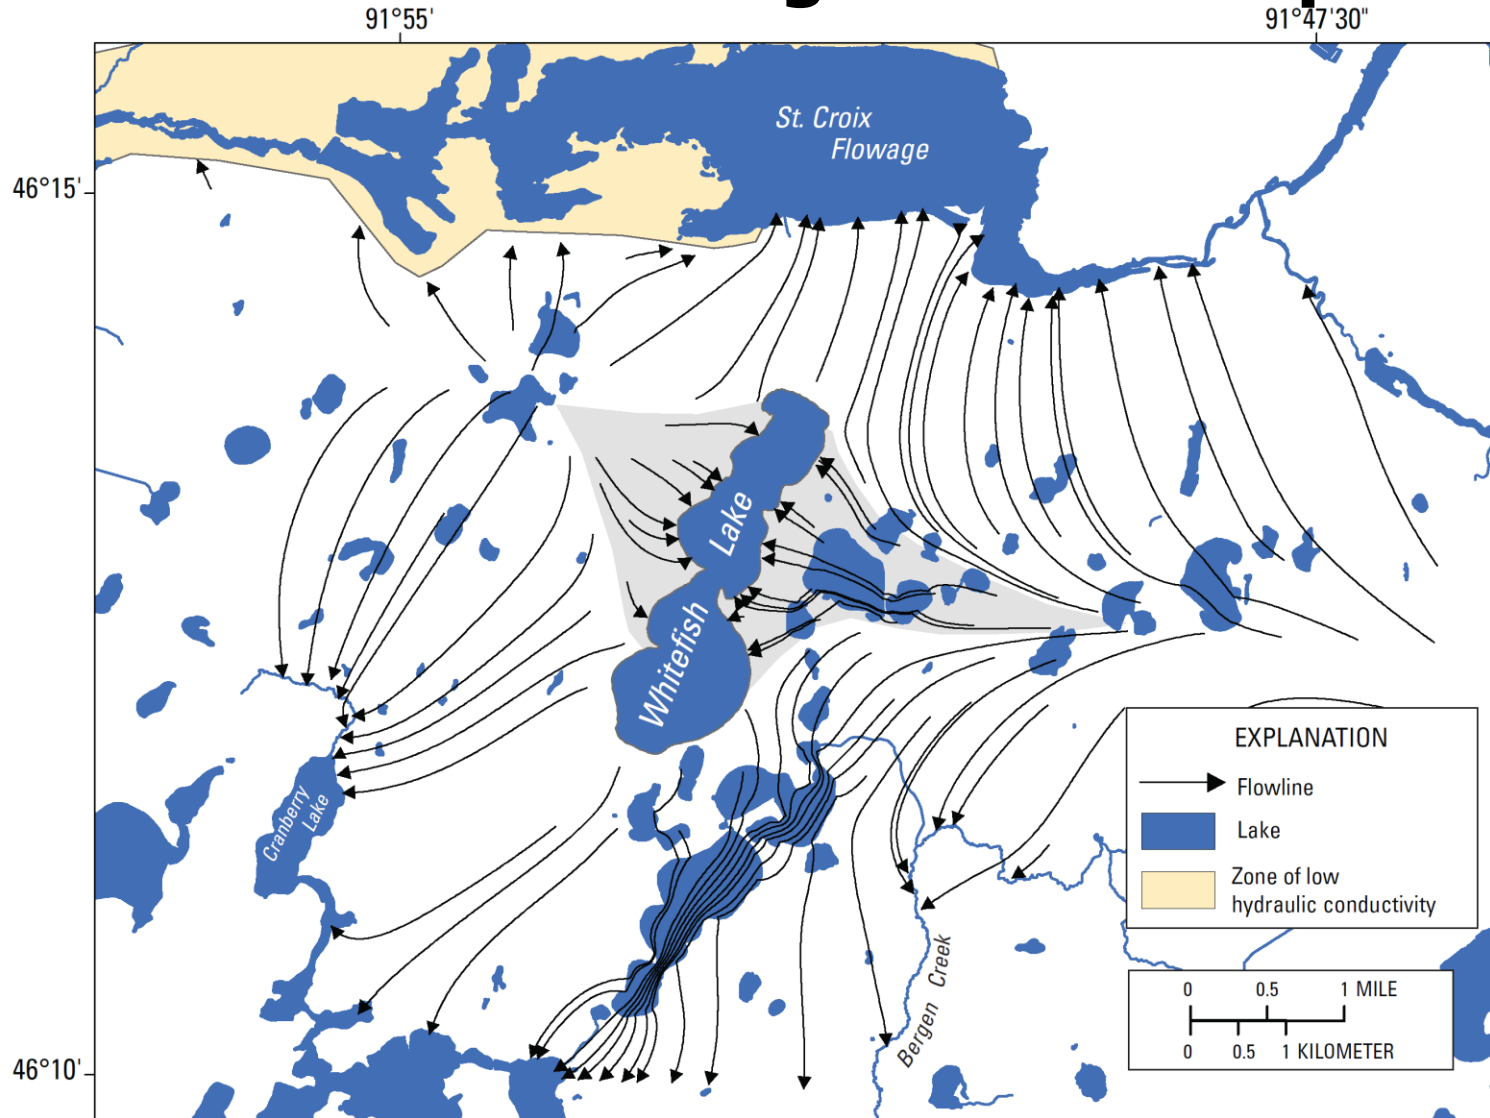 91°55'
91°47'30"
St. Croix
Flowage
46°15'
Lake
Whitefish
EXPLANATION
Flowline
Cranberry
Lake
Lake
Zone of low
hydraulic conductivity
Bergen Creek
0 0.5 1 MILE
0 0.5 1 KILOMETER
46°10'